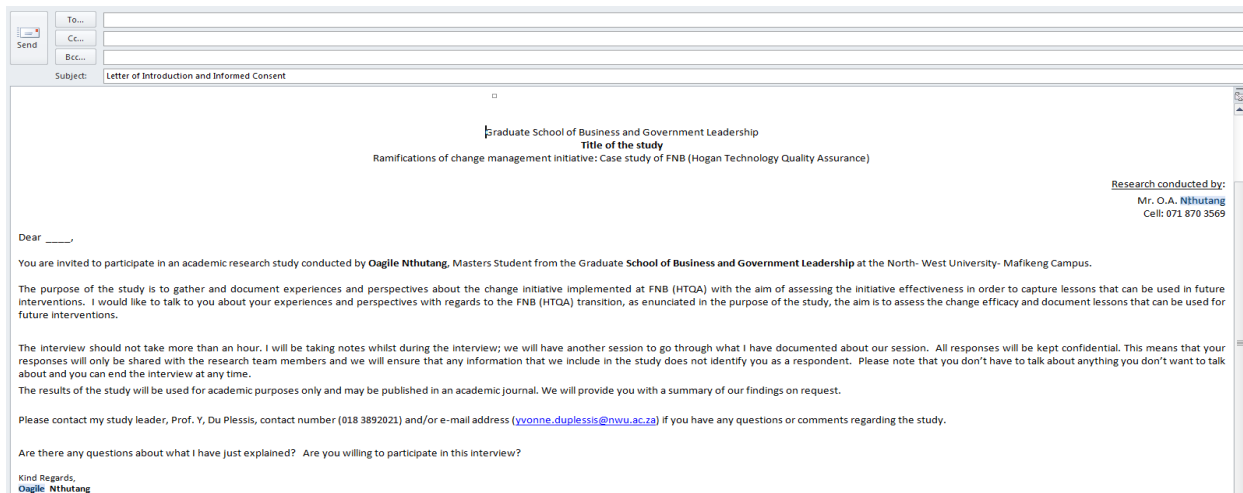 To...
Send
Cc...
Bcc...
Subject:
Letter of Introduction and Informed Consent
Graduate School of Business and Government Leadership
Title of the study
Ramifications of change management initiative: Case study of FNB (Hogan Technology Quality Assurance)
Research conducted by:
Mr. O.A. Nthutang
Cell: 071 870 3569
Dear ____,
You are invited to participate in an academic research study conducted by Oagile Nthutang, Masters Student from the Graduate School of Business and Government Leadership at the North- West University- Mafikeng Campus.
The purpose of the study is to gather and document experiences and perspectives about the change initiative implemented at FNB (HTQA) with the aim of assessing the initiative effectiveness in order to capture lessons that can be used in future
interventions. I would like to talk to you about your experiences and perspectives with regards to the FNB (HTQA) transition, as enunciated in the purpose of the study, the aim is to assess the change efficacy and document lessons that can be used for
future interventions.
The interview should not take more than an hour. I will be taking notes whilst during the interview; we will have another session to go through what I have documented about our session. All responses will be kept confidential. This means that your
responses will only be shared with the research team members and we will ensure that any information that we include in the study does not identify you as a respondent. Please note that you don't have to talk about anything you don't want to talk
about and you can end the interview at any time.
The results of the study will be used for academic purposes only and may be published in an academic journal. We will provide you with a summary of our findings on request.
Please contact my study leader, Prof. Y, Du Plessis, contact number (018 3892021) and/or e-mail address (yvonne.duplessis@nwu.ac.za) if you have any questions or comments regarding the study.
Are there any questions about what I have just explained? Are you willing to participate in this interview?
Kind Regards,
Oagile Nthutang